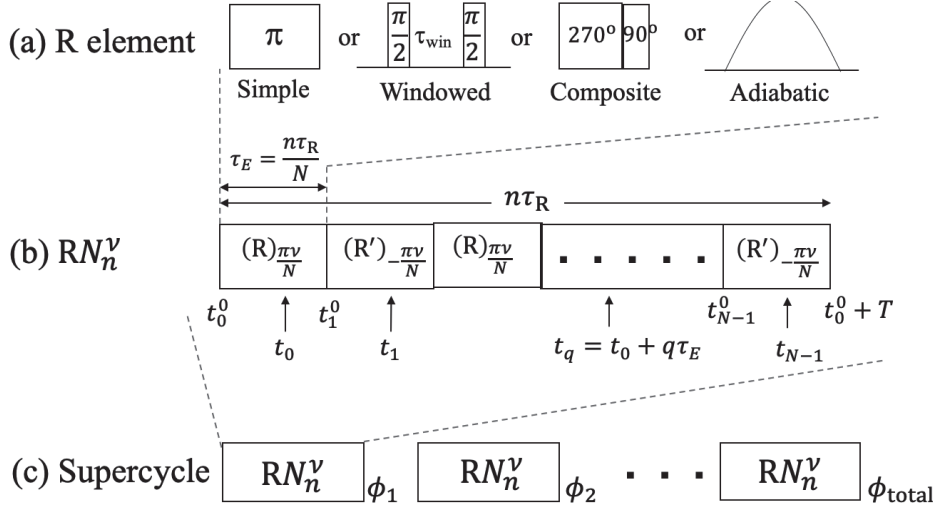 (a) R element
π
or
π/2 τ_win π/2
or
270° 90°
or
Simple
Windowed
Composite
Adiabatic
τ_E = nτ_R/N
nτ_R
(b) RN_n^ν
(R)_{πν/N}
(R′)_{−πν/N}
(R)_{πν/N}
▪ ▪ ▪ ▪ ▪
(R′)_{−πν/N}
t_0^0
t_1^0
t_{N−1}^0
t_0^0 + T
t_0
t_1
t_q = t_0 + qτ_E
t_{N−1}
(c) Supercycle
RN_n^ν
ϕ_1
RN_n^ν
ϕ_2
▪ ▪ ▪
RN_n^ν
ϕ_total